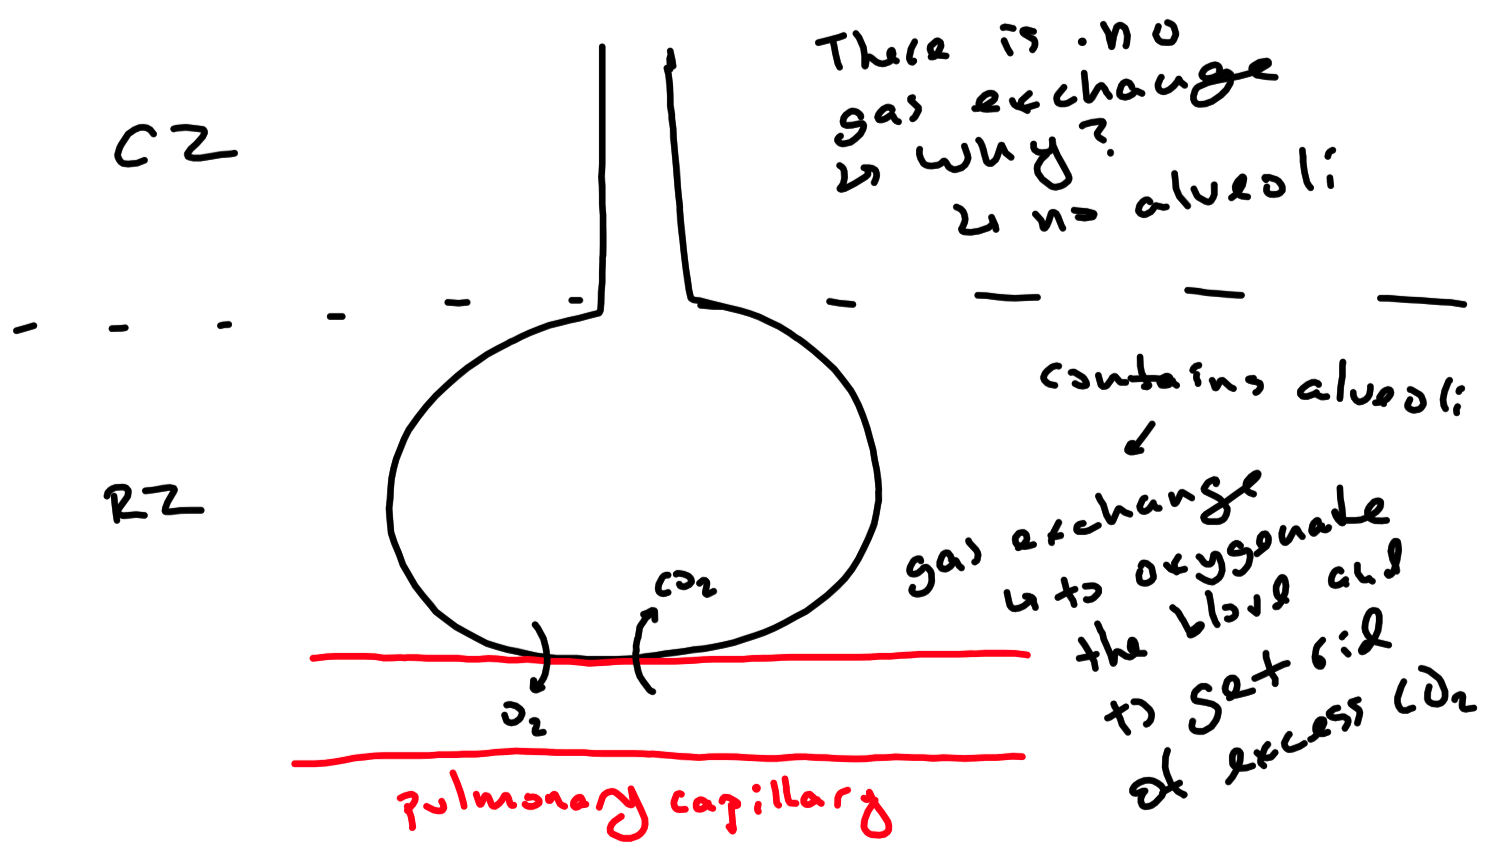 There is no
gas exchange
CZ
↳ why?
↳ no alveoli
contains alveoli
RZ
gas exchange
↳ to oxygenate
the blood and
to get rid
of excess CO₂
CO₂
O₂
pulmonary capillary